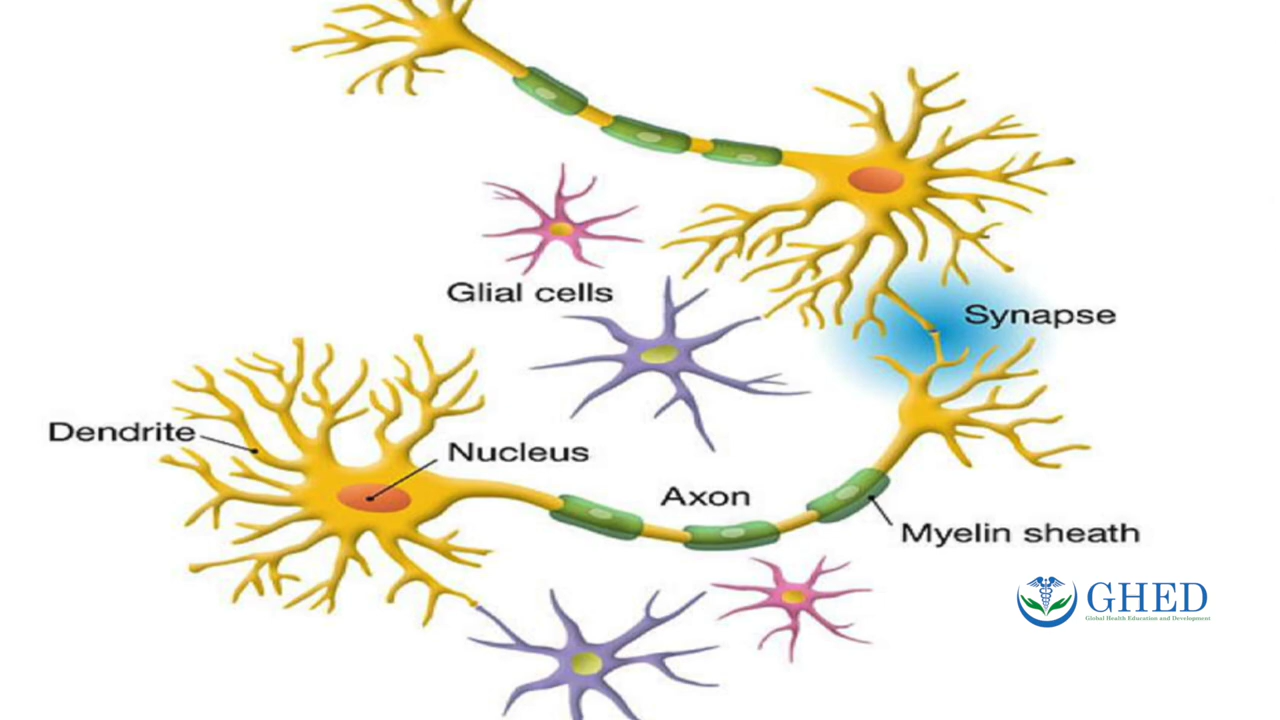 Glial cells
Synapse
Dendrite
Nucleus
Axon
Myelin sheath
GHED
Global Health Education and Development